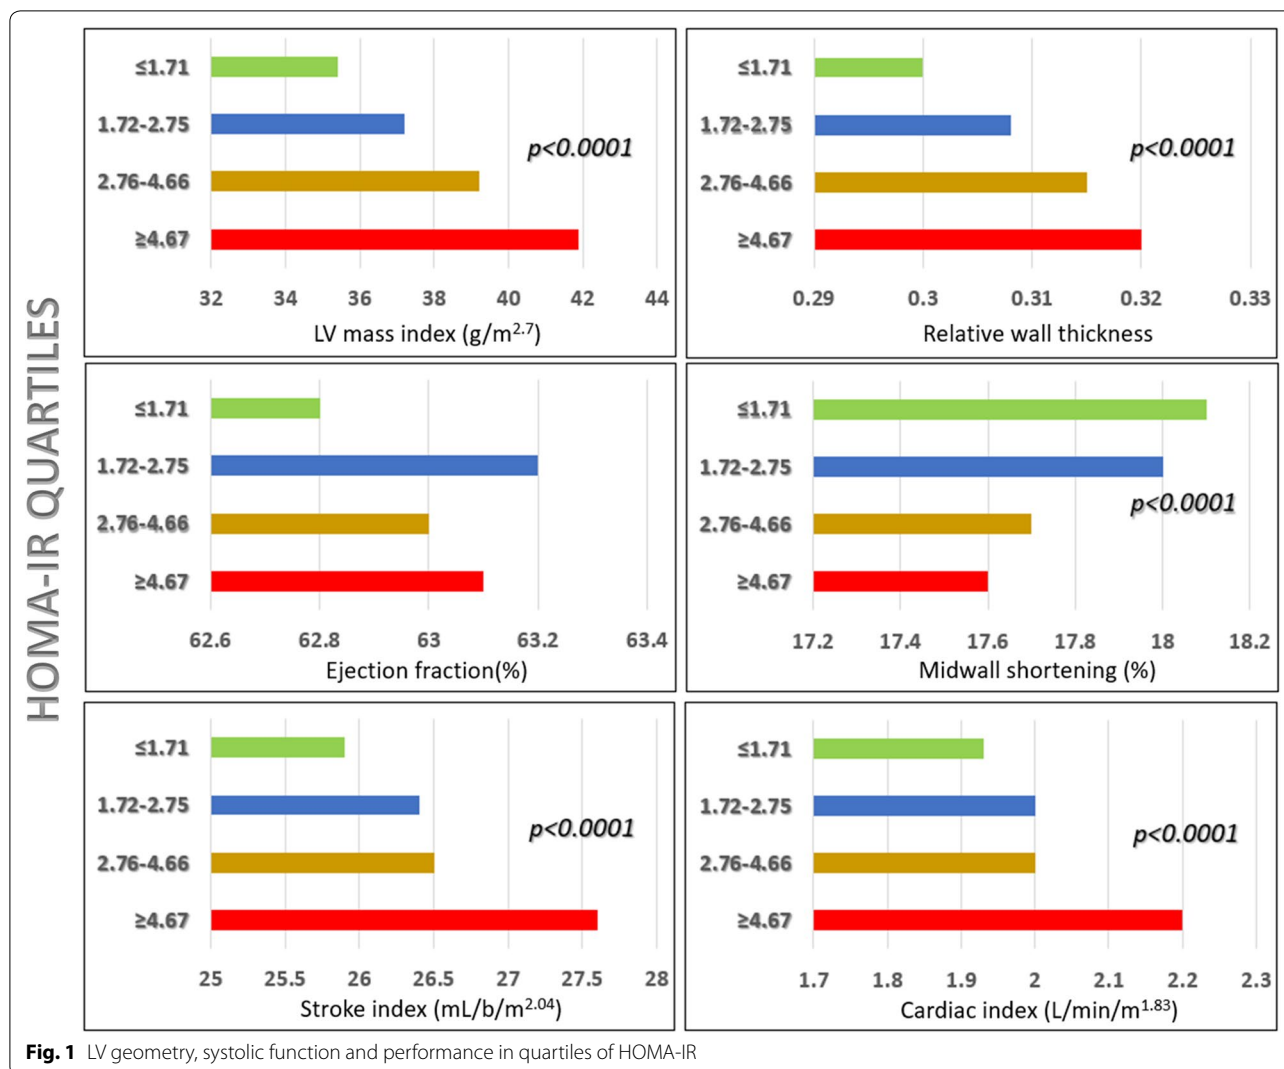 HOMA-IR QUARTILES
≤1.71
1.72-2.75
2.76-4.66
≥4.67
p<0.0001
32 34 36 38 40 42 44
LV mass index (g/m2.7)
≤1.71
1.72-2.75
2.76-4.66
≥4.67
p<0.0001
0.29 0.3 0.31 0.32 0.33
Relative wall thickness
≤1.71
1.72-2.75
2.76-4.66
≥4.67
62.6 62.8 63 63.2 63.4
Ejection fraction(%)
≤1.71
1.72-2.75
2.76-4.66
≥4.67
p<0.0001
17.2 17.4 17.6 17.8 18 18.2
Midwall shortening (%)
≤1.71
1.72-2.75
2.76-4.66
≥4.67
p<0.0001
25 25.5 26 26.5 27 27.5 28
Stroke index (mL/b/m2.04)
≤1.71
1.72-2.75
2.76-4.66
≥4.67
p<0.0001
1.7 1.8 1.9 2 2.1 2.2 2.3
Cardiac index (L/min/m1.83)
Fig. 1 LV geometry, systolic function and performance in quartiles of HOMA-IR